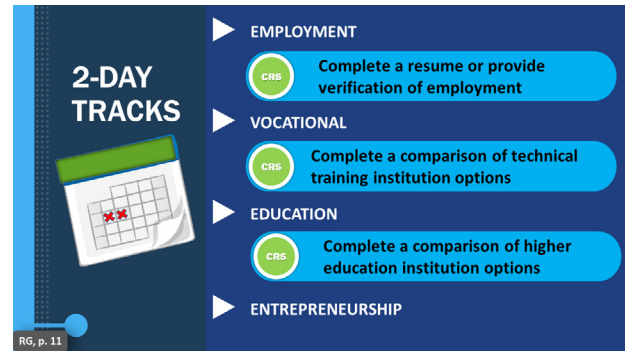 2-DAY
TRACKS
EMPLOYMENT
CRS
Complete a resume or provide
verification of employment
VOCATIONAL
CRS
Complete a comparison of technical
training institution options
EDUCATION
CRS
Complete a comparison of higher
education institution options
ENTREPRENEURSHIP
RG, p. 11